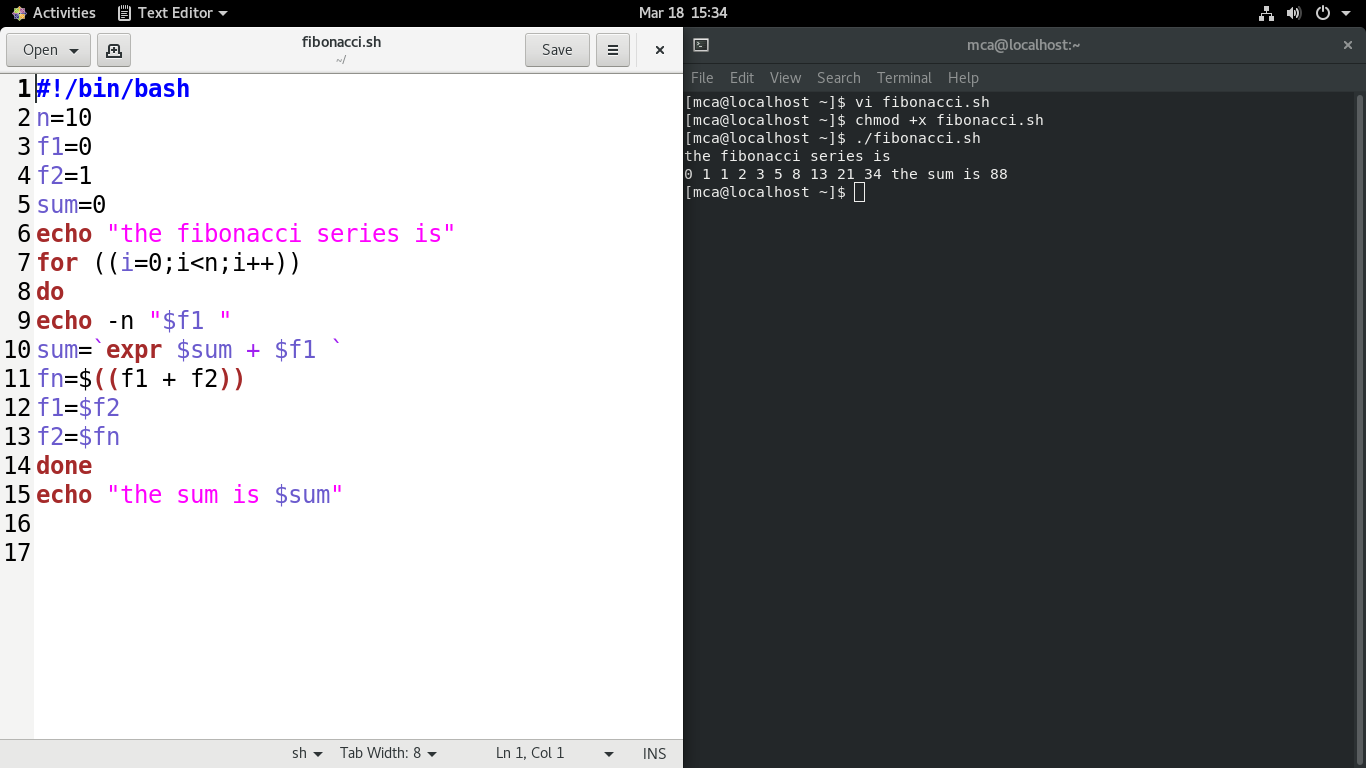 Activities Text Editor Mar 18 15:34
Open fibonacci.sh Save
~/
1 #!/bin/bash
2 n=10
3 f1=0
4 f2=1
5 sum=0
6 echo "the fibonacci series is"
7 for ((i=0;i<n;i++))
8 do
9 echo -n "$f1 "
10 sum=`expr $sum + $f1 `
11 fn=$((f1 + f2))
12 f1=$f2
13 f2=$fn
14 done
15 echo "the sum is $sum"
16
17
sh Tab Width: 8 Ln 1, Col 1 INS
mca@localhost:~
File Edit View Search Terminal Help
[mca@localhost ~]$ vi fibonacci.sh
[mca@localhost ~]$ chmod +x fibonacci.sh
[mca@localhost ~]$ ./fibonacci.sh
the fibonacci series is
0 1 1 2 3 5 8 13 21 34 the sum is 88
[mca@localhost ~]$